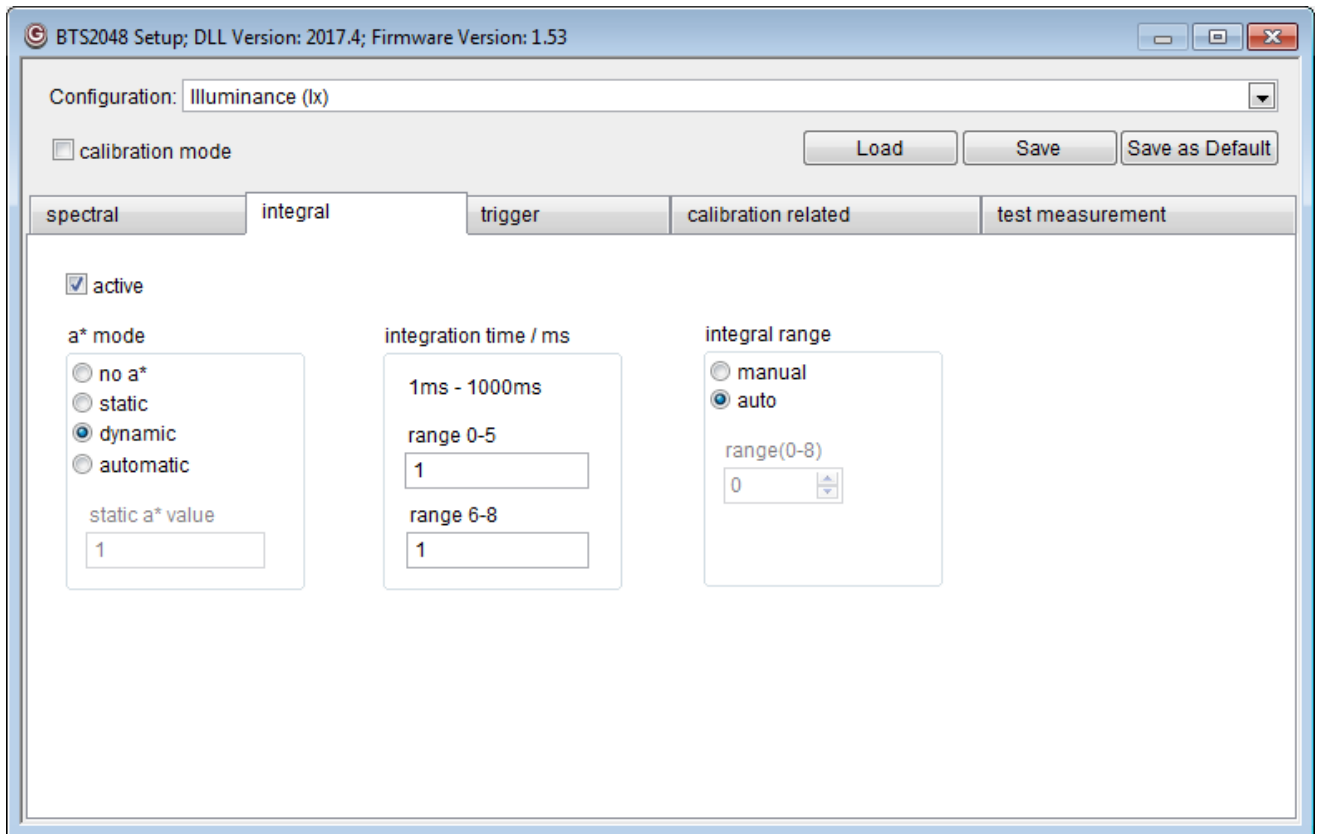 BTS2048 Setup; DLL Version: 2017.4; Firmware Version: 1.53
Configuration: Illuminance (lx)
calibration mode Load Save Save as Default
spectral integral trigger calibration related test measurement
active
a* mode
no a*
static
dynamic
automatic
static a* value
1
integration time / ms
1ms - 1000ms
range 0-5
1
range 6-8
1
integral range
manual
auto
range(0-8)
0